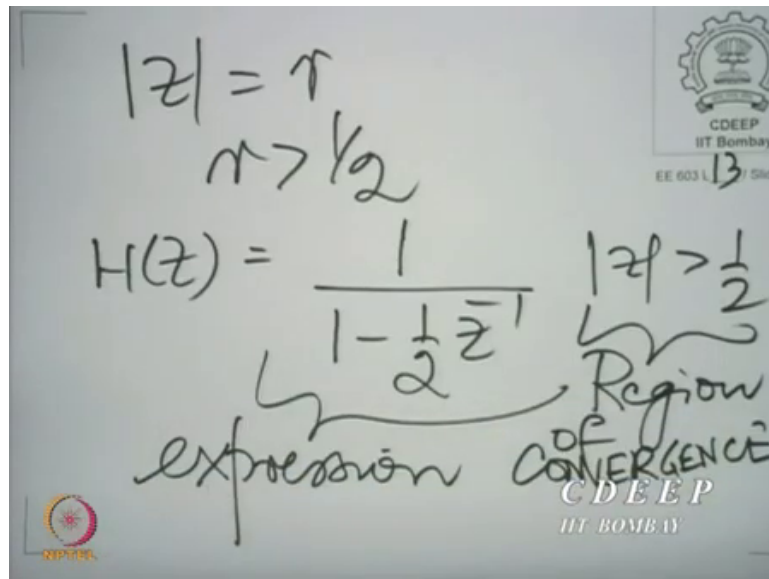 |z| = r
r > 1/2
H(z) = 1 / (1 - 1/2 z^-1) |z| > 1/2
expression Region of CONVERGENCE
CDEEP
IIT Bombay
EE 603 L 13 / Sli
CDEEP
IIT BOMBAY
NPTEL